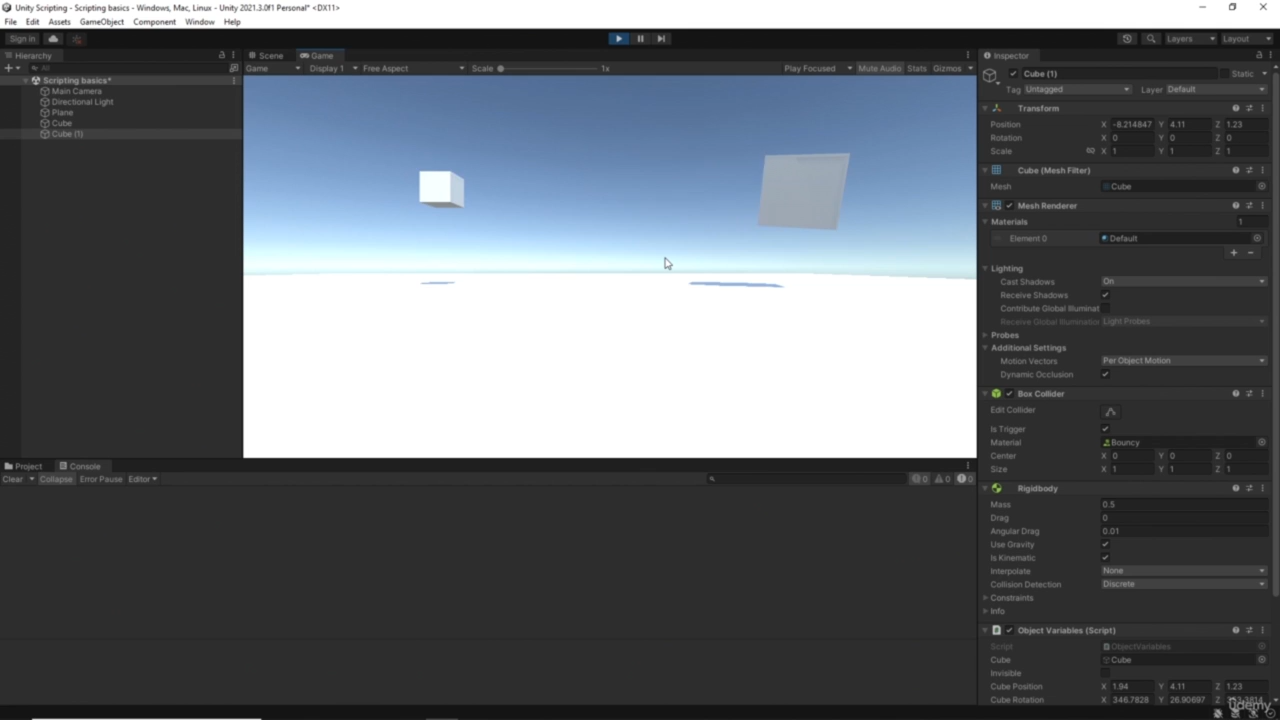 Unity Scripting - Scripting basics - Windows, Mac, Linux - Unity 2021.3.0f1 Personal* <DX11>
File Edit Assets GameObject Component Window Help
Sign in Layers Layout
Hierarchy
All
Scripting basics*
Main Camera
Directional Light
Plane
Cube
Cube (1)
Scene Game
Game Display 1 Free Aspect Scale 1x Play Focused Mute Audio Stats Gizmos
Project Console
Clear Collapse Error Pause Editor 0 0 0
Inspector
Cube (1) Static
Tag Untagged Layer Default
Transform
Position X -8.214847 Y 4.11 Z 1.23
Rotation X 0 Y 0 Z 0
Scale X 1 Y 1 Z 1
Cube (Mesh Filter)
Mesh Cube
Mesh Renderer
Materials 1
Element 0 Default
Lighting
Cast Shadows On
Receive Shadows
Contribute Global Illuminat
Receive Global Illumination Light Probes
Probes
Additional Settings
Motion Vectors Per Object Motion
Dynamic Occlusion
Box Collider
Edit Collider
Is Trigger
Material Bouncy
Center X 0 Y 0 Z 0
Size X 1 Y 1 Z 1
Rigidbody
Mass 0.5
Drag 0
Angular Drag 0.01
Use Gravity
Is Kinematic
Interpolate None
Collision Detection Discrete
Constraints
Info
Object Variables (Script)
Script ObjectVariables
Cube Cube
Invisible
Cube Position X 1.94 Y 4.11 Z 1.23
Cube Rotation X 346.7828 Y 26.90697 Z
udemy